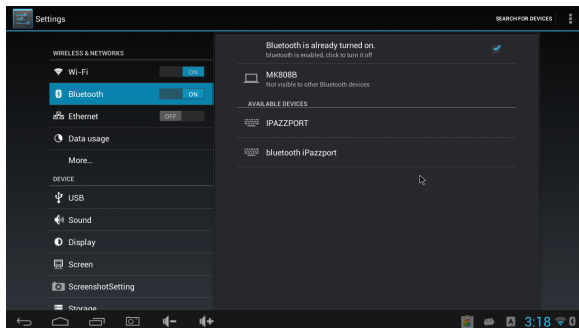 Settings
SEARCH FOR DEVICES
WIRELESS & NETWORKS
Wi-Fi
ON
Bluetooth
ON
Ethernet
OFF
Data usage
More...
DEVICE
USB
Sound
Display
Screen
ScreenshotSetting
Storage
Bluetooth is already turned on.
bluetooth is enabled, click to turn it off
MK808B
Not visible to other Bluetooth devices
AVAILABLE DEVICES
IPAZZPORT
bluetooth iPazzport
A
3:18